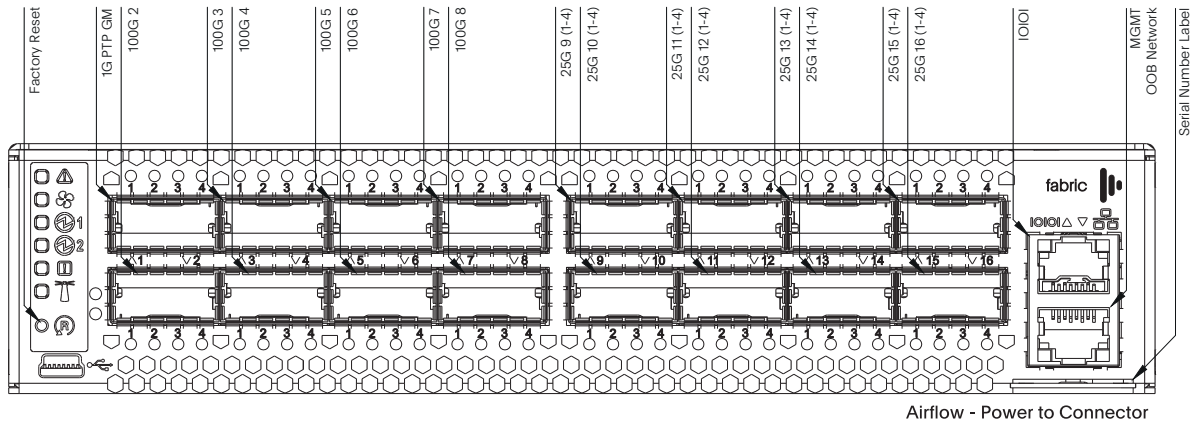 Factory Reset
1G PTP GM
100G 2
100G 3
100G 4
100G 5
100G 6
100G 7
100G 8
25G 9 (1-4)
25G 10 (1-4)
25G 11 (1-4)
25G 12 (1-4)
25G 13 (1-4)
25G 14 (1-4)
25G 15 (1-4)
25G 16 (1-4)
IOIOI
MGMT
OOB Network
Serial Number Label
1 2 3 4 1 2 3 4 1 2 3 4 1 2 3 4 1 2 3 4 1 2 3 4 1 2 3 4 1 2 3 4
fabric
1
2
IOIOI
1 2 3 4 5 6 7 8 9 10 11 12 13 14 15 16
R
1 2 3 4 1 2 3 4 1 2 3 4 1 2 3 4 1 2 3 4 1 2 3 4 1 2 3 4 1 2 3 4
Airflow - Power to Connector